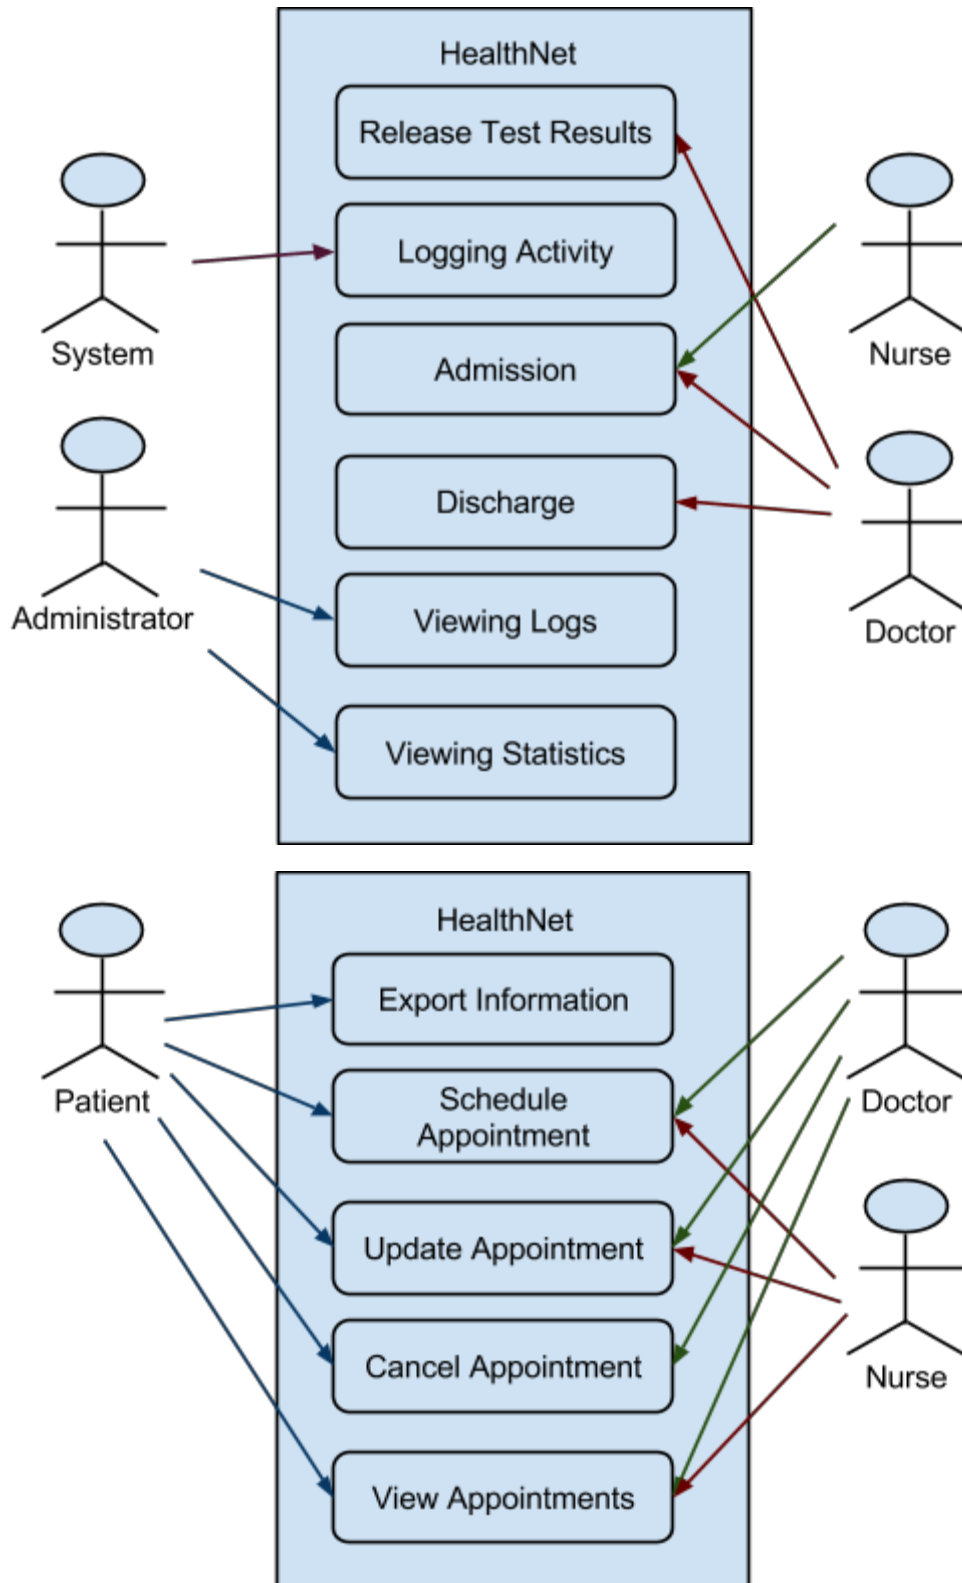 HealthNet
Release Test Results
Logging Activity
System
Nurse
Admission
Discharge
Administrator
Viewing Logs
Doctor
Viewing Statistics
HealthNet
Export Information
Patient
Schedule
Appointment
Doctor
Update Appointment
Cancel Appointment
Nurse
View Appointments